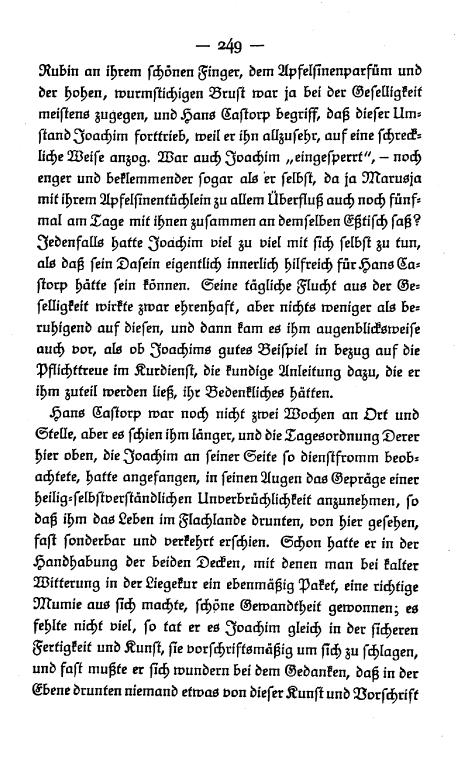 — 249 —
Rubin an ihrem schönen Finger, dem Apfelsinenparfüm und
der hohen, wurmstichigen Brust war ja bei der Geselligkeit
meistens zugegen, und Hans Castorp begriff, daß dieser Um-
stand Joachim forttrieb, weil er ihn allzusehr, auf eine schreck-
liche Weise anzog. War auch Joachim „eingesperrt“, – noch
enger und beklemmender sogar als er selbst, da ja Marusja
mit ihrem Apfelsinentüchlein zu allem Überfluß auch noch fünf-
mal am Tage mit ihnen zusammen an demselben Eßtisch saß?
Jedenfalls hatte Joachim viel zu viel mit sich selbst zu tun,
als daß sein Dasein eigentlich innerlich hilfreich für Hans Ca-
storp hätte sein können. Seine tägliche Flucht aus der Ge-
selligkeit wirkte zwar ehrenhaft, aber nichts weniger als be-
ruhigend auf diesen, und dann kam es ihm augenblicksweise
auch vor, als ob Joachims gutes Beispiel in bezug auf die
Pflichttreue im Kurdienst, die kundige Anleitung dazu, die er
ihm zuteil werden ließ, ihr Bedenkliches hätten.
Hans Castorp war noch nicht zwei Wochen an Ort und
Stelle, aber es schien ihm länger, und die Tagesordnung Derer
hier oben, die Joachim an seiner Seite so dienstfromm beob-
achtete, hatte angefangen, in seinen Augen das Gepräge einer
heilig-selbstverständlichen Unverbrüchlichkeit anzunehmen, so
daß ihm das Leben im Flachlande drunten, von hier gesehen,
fast sonderbar und verkehrt erschien. Schon hatte er in der
Handhabung der beiden Decken, mit denen man bei kalter
Witterung in der Liegekur ein ebenmäßig Paket, eine richtige
Mumie aus sich machte, schöne Gewandtheit gewonnen; es
fehlte nicht viel, so tat er es Joachim gleich in der sicheren
Fertigkeit und Kunst, sie vorschriftsmäßig um sich zu schlagen,
und fast mußte er sich wundern bei dem Gedanken, daß in der
Ebene drunten niemand etwas von dieser Kunst und Vorschrift